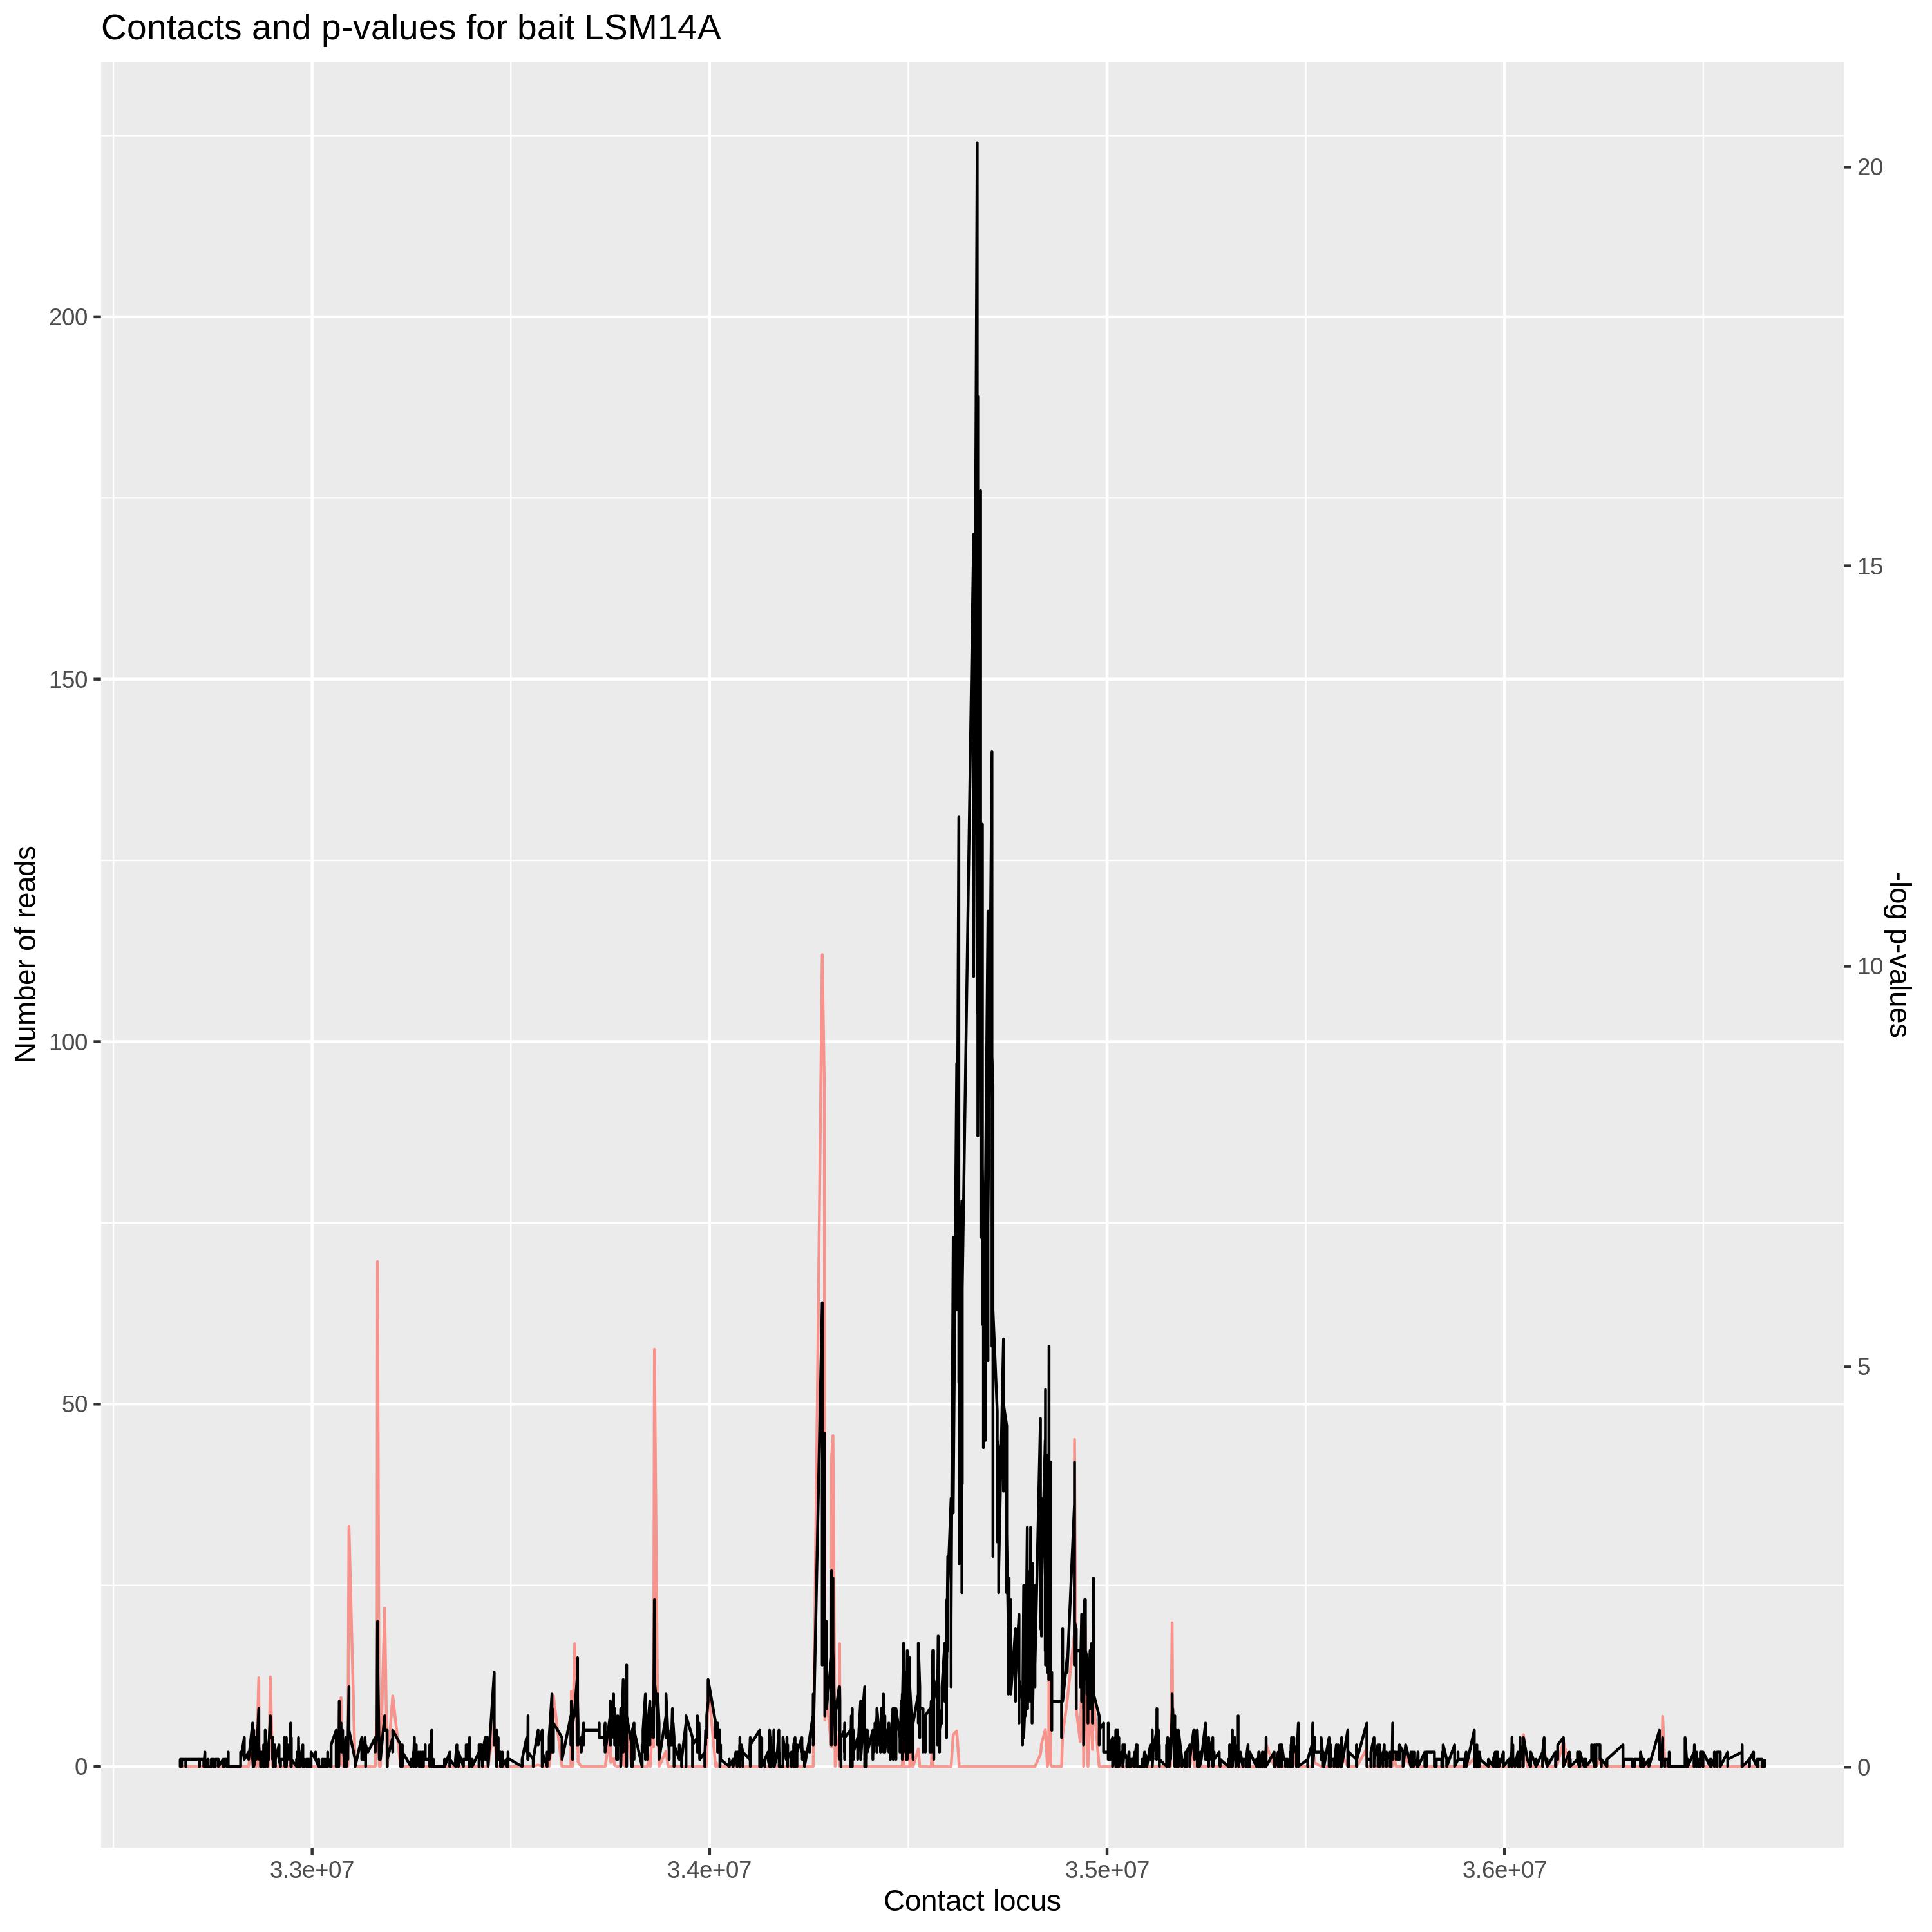 Contacts and p-values for bait LSM14A
Number of reads
200
150
100
50
0
20
15
10
5
0
-log p-values
3.3e+07
3.4e+07
3.5e+07
3.6e+07
Contact locus